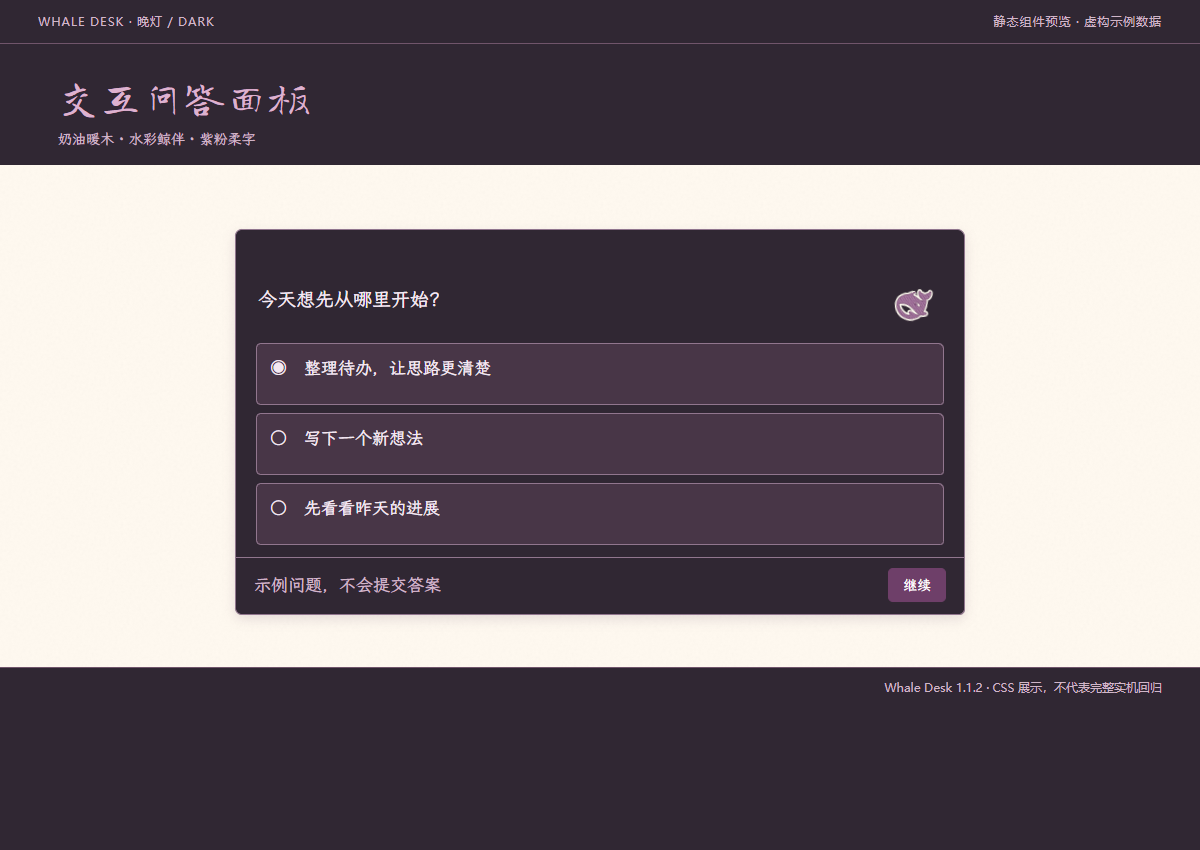 WHALE DESK · 晚灯 / DARK
静态组件预览 · 虚构示例数据
交互问答面板
奶油暖木 · 水彩鲸伴 · 紫粉柔字
今天想先从哪里开始？
整理待办，让思路更清楚
写下一个新想法
先看看昨天的进展
示例问题，不会提交答案
继续
Whale Desk 1.1.2 · CSS 展示，不代表完整实机回归